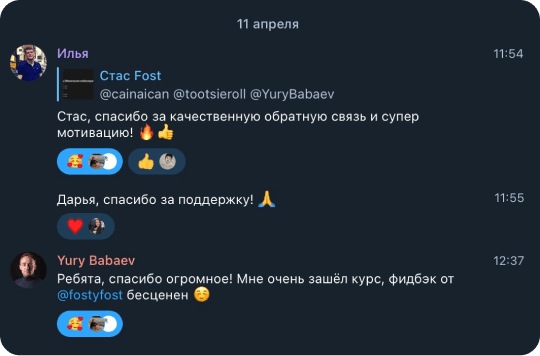 11 апреля
Илья 11:54
Стас Fost
@cainaican @tootsieroll @YuryBabaev
Стас, спасибо за качественную обратную связь и супер
мотивацию! 🔥👍
Дарья, спасибо за поддержку! 🙏 11:55
Yury Babaev 12:37
Ребята, спасибо огромное! Мне очень зашёл курс, фидбэк от
@fostyfost бесценен ☺️